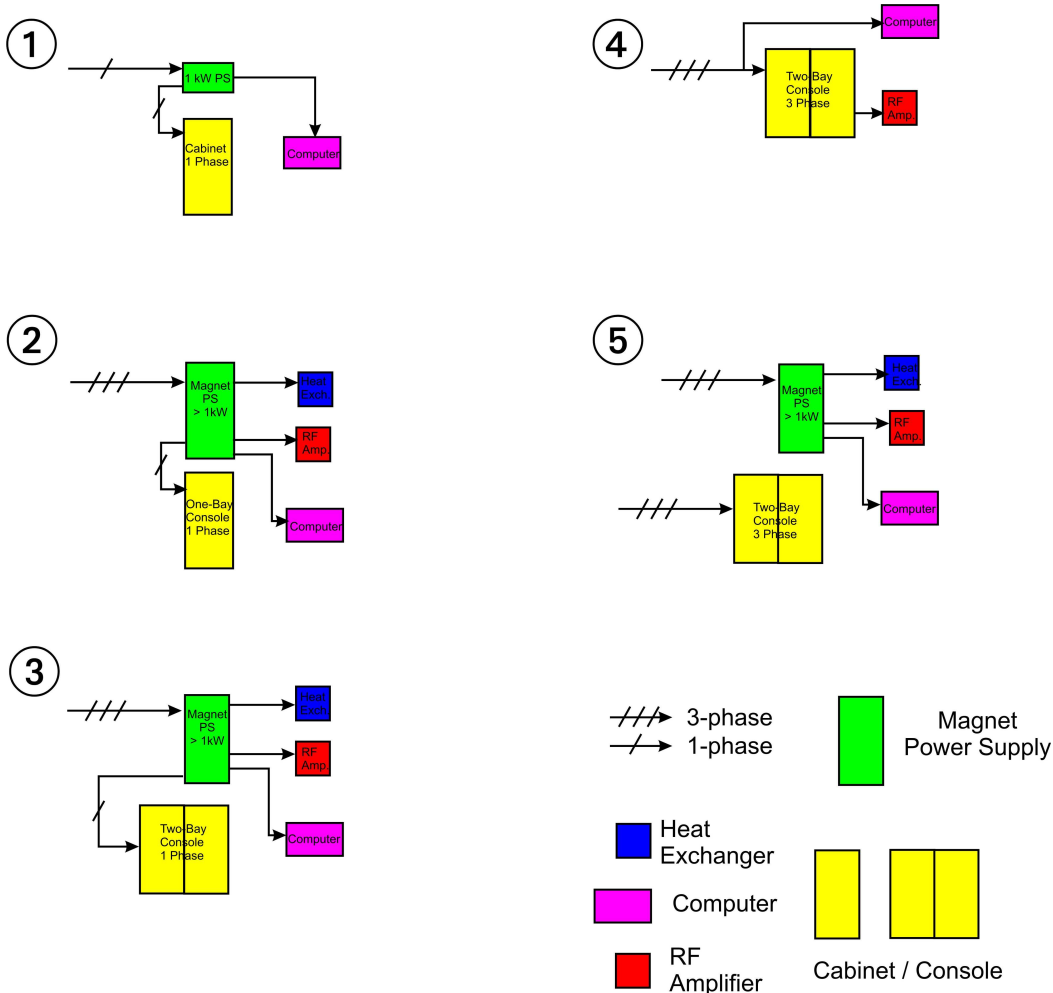 1
1 kW PS
Cabinet
1 Phase
Computer
2
Magnet
PS
> 1kW
Heat
Exch.
RF
Amp.
One-Bay
Console
1 Phase
Computer
3
Magnet
PS
> 1kW
Heat
Exch.
RF
Amp.
Two-Bay
Console
1 Phase
Computer
4
Computer
Two-Bay
Console
3 Phase
RF
Amp.
5
Magnet
PS
> 1kW
Heat
Exch.
RF
Amp.
Two-Bay
Console
3 Phase
Computer
3-phase
1-phase
Magnet
Power Supply
Heat
Exchanger
Computer
RF
Amplifier
Cabinet / Console